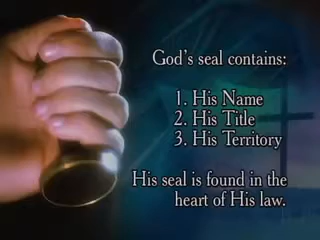 God's seal contains:
1. His Name
2. His Title
3. His Territory
His seal is found in the
heart of His law.